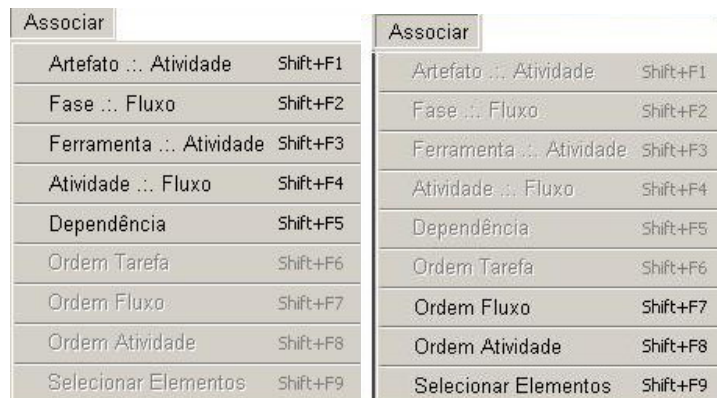 Associar
Artefato .:. Atividade Shift+F1
Fase .:. Fluxo Shift+F2
Ferramenta .:. Atividade Shift+F3
Atividade .:. Fluxo Shift+F4
Dependência Shift+F5
Ordem Tarefa Shift+F6
Ordem Fluxo Shift+F7
Ordem Atividade Shift+F8
Selecionar Elementos Shift+F9
Associar
Artefato .:. Atividade Shift+F1
Fase .:. Fluxo Shift+F2
Ferramenta .:. Atividade Shift+F3
Atividade .:. Fluxo Shift+F4
Dependência Shift+F5
Ordem Tarefa Shift+F6
Ordem Fluxo Shift+F7
Ordem Atividade Shift+F8
Selecionar Elementos Shift+F9